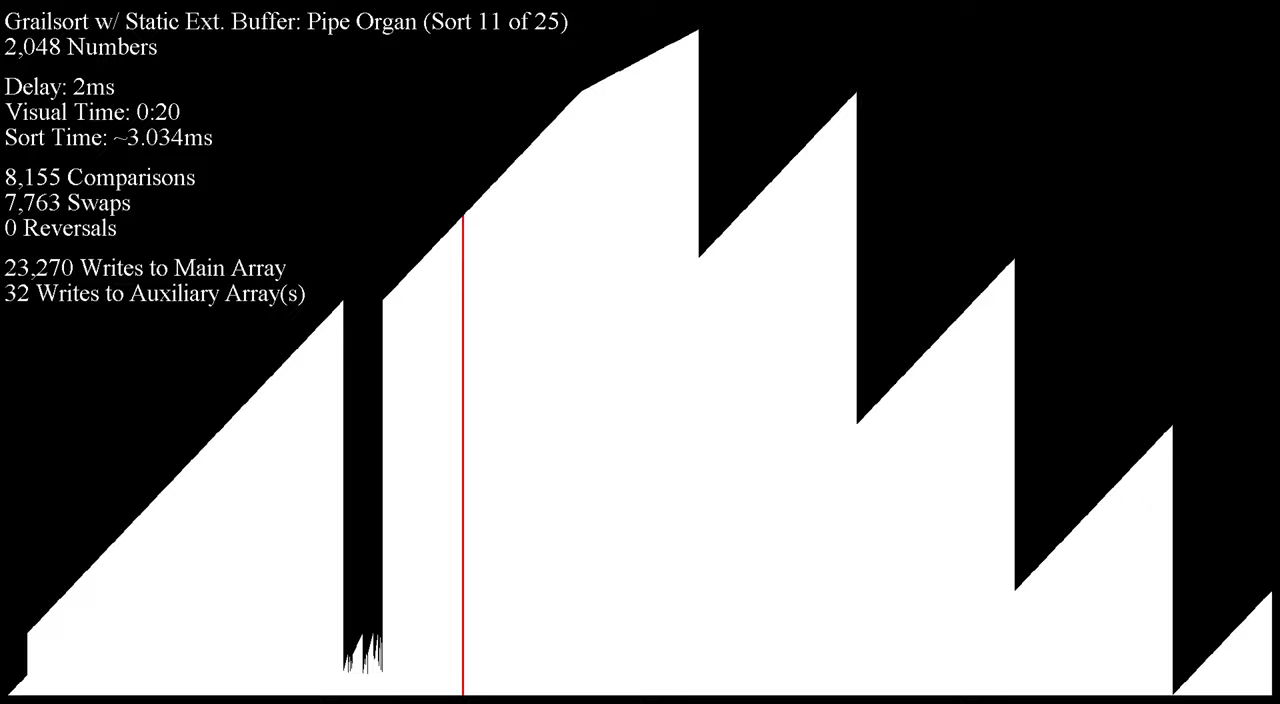 Grailsort w/ Static Ext. Buffer: Pipe Organ (Sort 11 of 25)
2,048 Numbers
Delay: 2ms
Visual Time: 0:20
Sort Time: ~3.034ms
8,155 Comparisons
7,763 Swaps
0 Reversals
23,270 Writes to Main Array
32 Writes to Auxiliary Array(s)